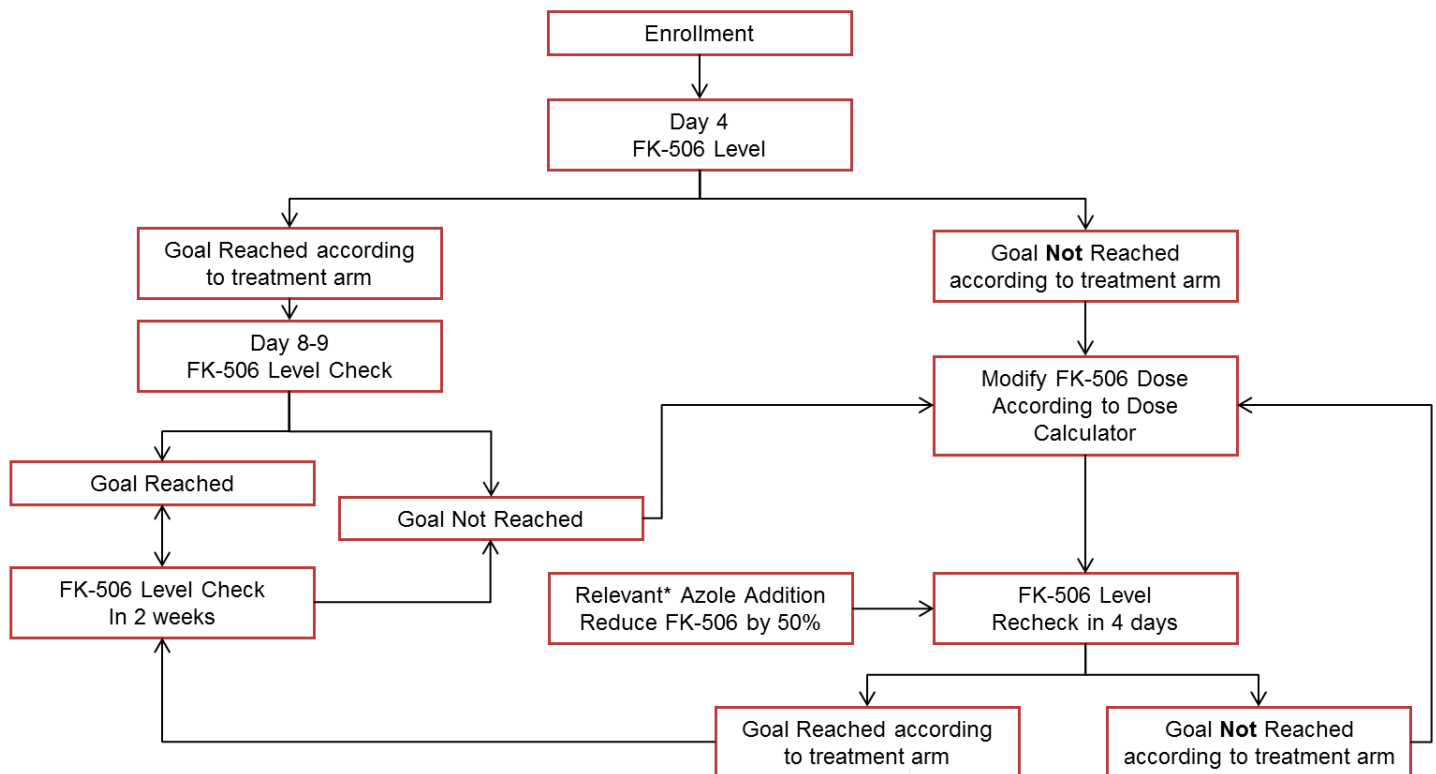 Enrollment
Day 4
FK-506 Level
Goal Reached according
to treatment arm
Goal Not Reached
according to treatment arm
Day 8-9
FK-506 Level Check
Modify FK-506 Dose
According to Dose
Calculator
Goal Reached
Goal Not Reached
FK-506 Level Check
In 2 weeks
Relevant* Azole Addition
Reduce FK-506 by 50%
FK-506 Level
Recheck in 4 days
Goal Reached according
to treatment arm
Goal Not Reached
according to treatment arm